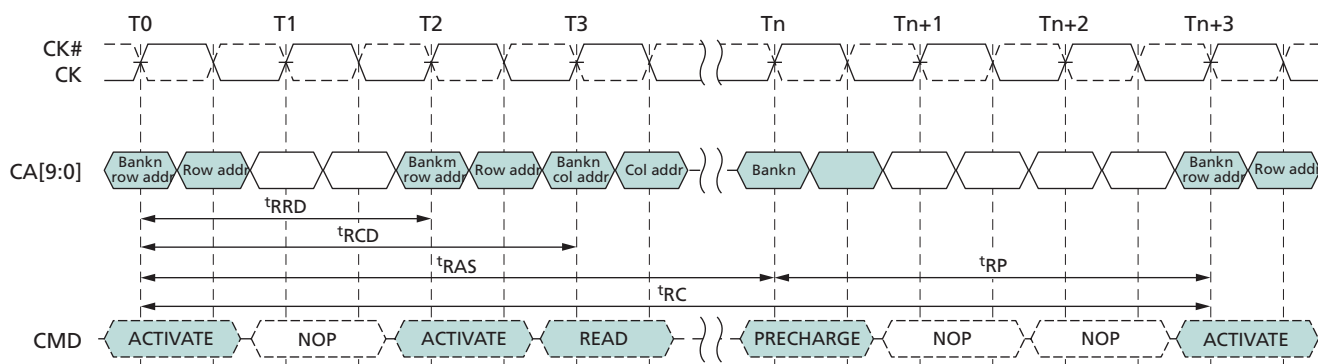 T0 T1 T2 T3 Tn Tn+1 Tn+2 Tn+3
CK#
CK
CA[9:0]
Bankn
row addr
Row addr
Bankm
row addr
Row addr
Bankn
col addr
Col addr
Bankn
Bankn
row addr
Row addr
tRRD
tRCD
tRAS tRP
tRC
CMD ACTIVATE NOP ACTIVATE READ PRECHARGE NOP NOP ACTIVATE